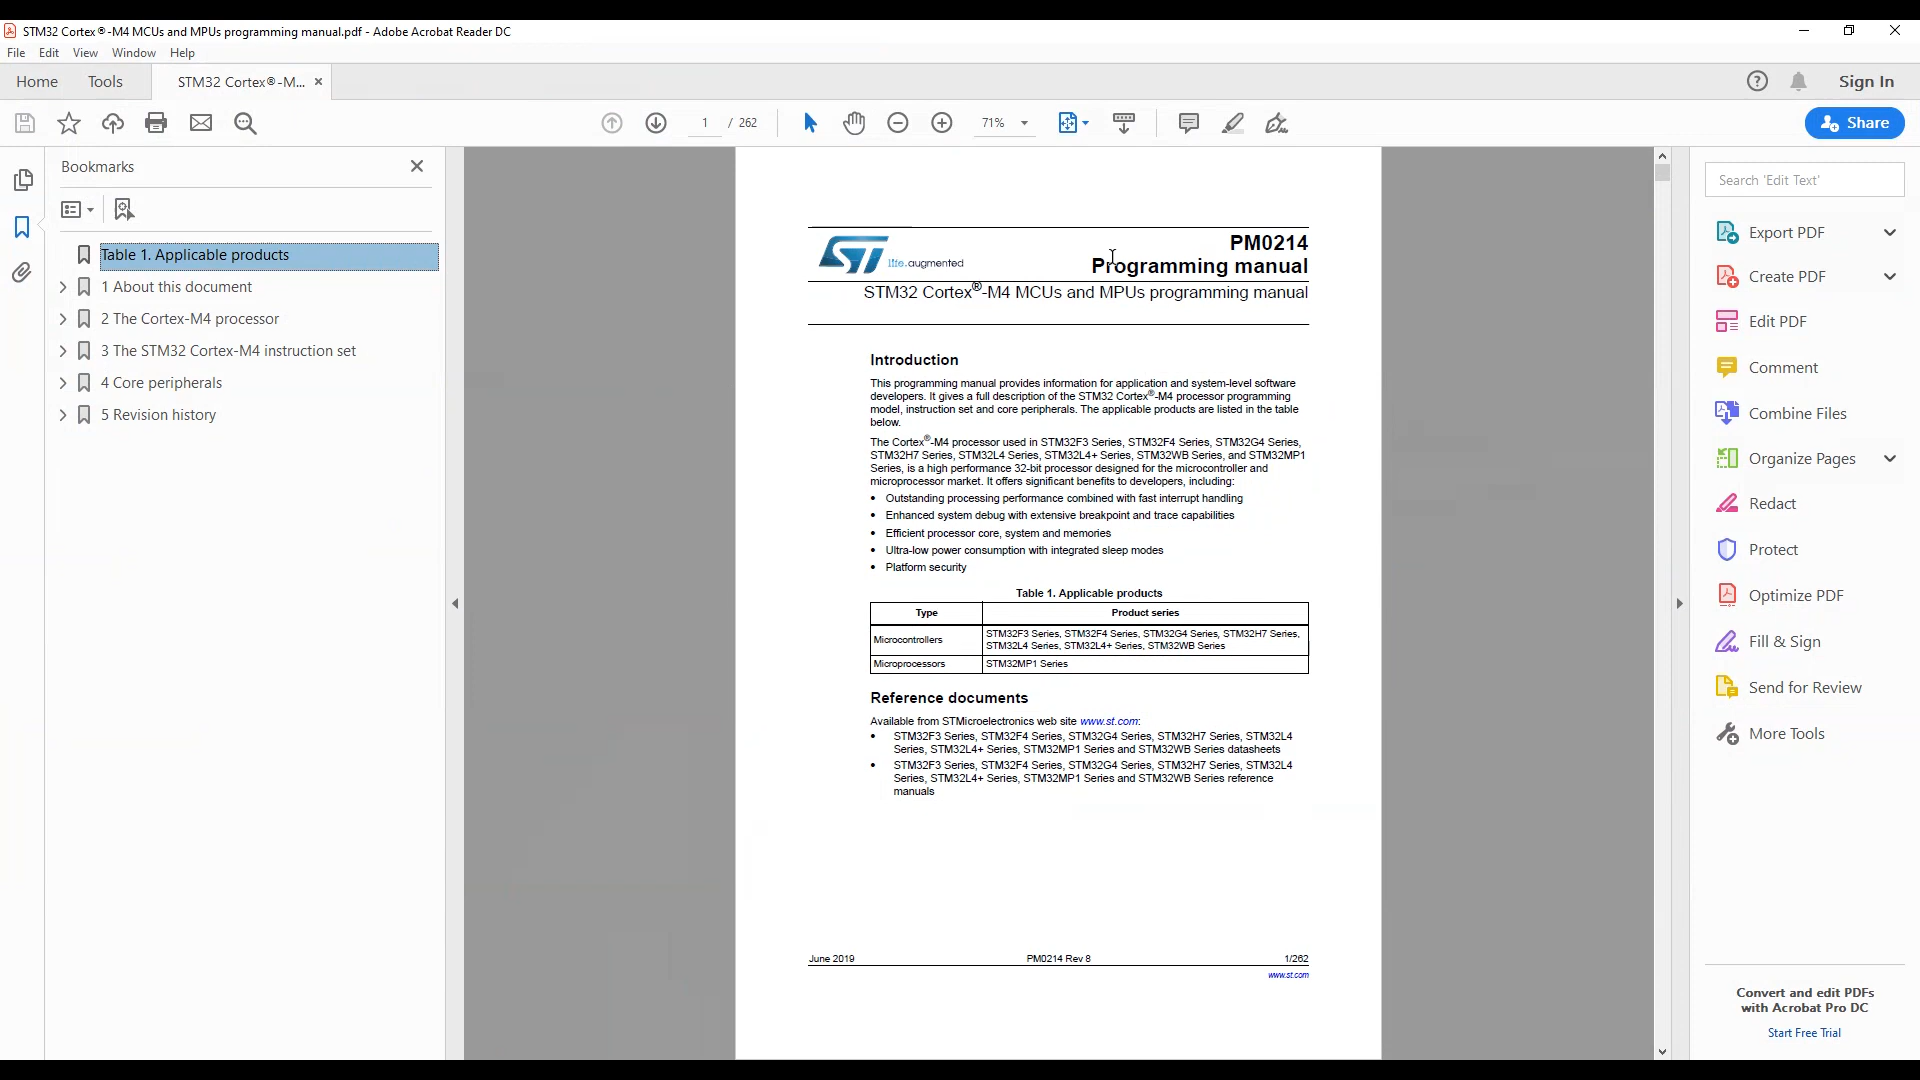 STM32 Cortex®-M4 MCUs and MPUs programming manual.pdf - Adobe Acrobat Reader DC
File Edit View Window Help
Home Tools STM32 Cortex®-M... × Sign In
1 / 262 71% Share
Bookmarks
Table 1. Applicable products
1 About this document
2 The Cortex-M4 processor
3 The STM32 Cortex-M4 instruction set
4 Core peripherals
5 Revision history
ST life.augmented
PM0214
Programming manual
STM32 Cortex®-M4 MCUs and MPUs programming manual
Introduction
This programming manual provides information for application and system-level software
developers. It gives a full description of the STM32 Cortex®-M4 processor programming
model, instruction set and core peripherals. The applicable products are listed in the table
below.
The Cortex®-M4 processor used in STM32F3 Series, STM32F4 Series, STM32G4 Series,
STM32H7 Series, STM32L4 Series, STM32L4+ Series, STM32WB Series, and STM32MP1
Series, is a high performance 32-bit processor designed for the microcontroller and
microprocessor market. It offers significant benefits to developers, including:
• Outstanding processing performance combined with fast interrupt handling
• Enhanced system debug with extensive breakpoint and trace capabilities
• Efficient processor core, system and memories
• Ultra-low power consumption with integrated sleep modes
• Platform security
Table 1. Applicable products
Type Product series
Microcontrollers STM32F3 Series, STM32F4 Series, STM32G4 Series, STM32H7 Series,
STM32L4 Series, STM32L4+ Series, STM32WB Series
Microprocessors STM32MP1 Series
Reference documents
Available from STMicroelectronics web site www.st.com:
• STM32F3 Series, STM32F4 Series, STM32G4 Series, STM32H7 Series, STM32L4
Series, STM32L4+ Series, STM32MP1 Series and STM32WB Series datasheets
• STM32F3 Series, STM32F4 Series, STM32G4 Series, STM32H7 Series, STM32L4
Series, STM32L4+ Series, STM32MP1 Series and STM32WB Series reference
manuals
June 2019 PM0214 Rev 8 1/262
www.st.com
Search 'Edit Text'
Export PDF
Create PDF
Edit PDF
Comment
Combine Files
Organize Pages
Redact
Protect
Optimize PDF
Fill & Sign
Send for Review
More Tools
Convert and edit PDFs
with Acrobat Pro DC
Start Free Trial